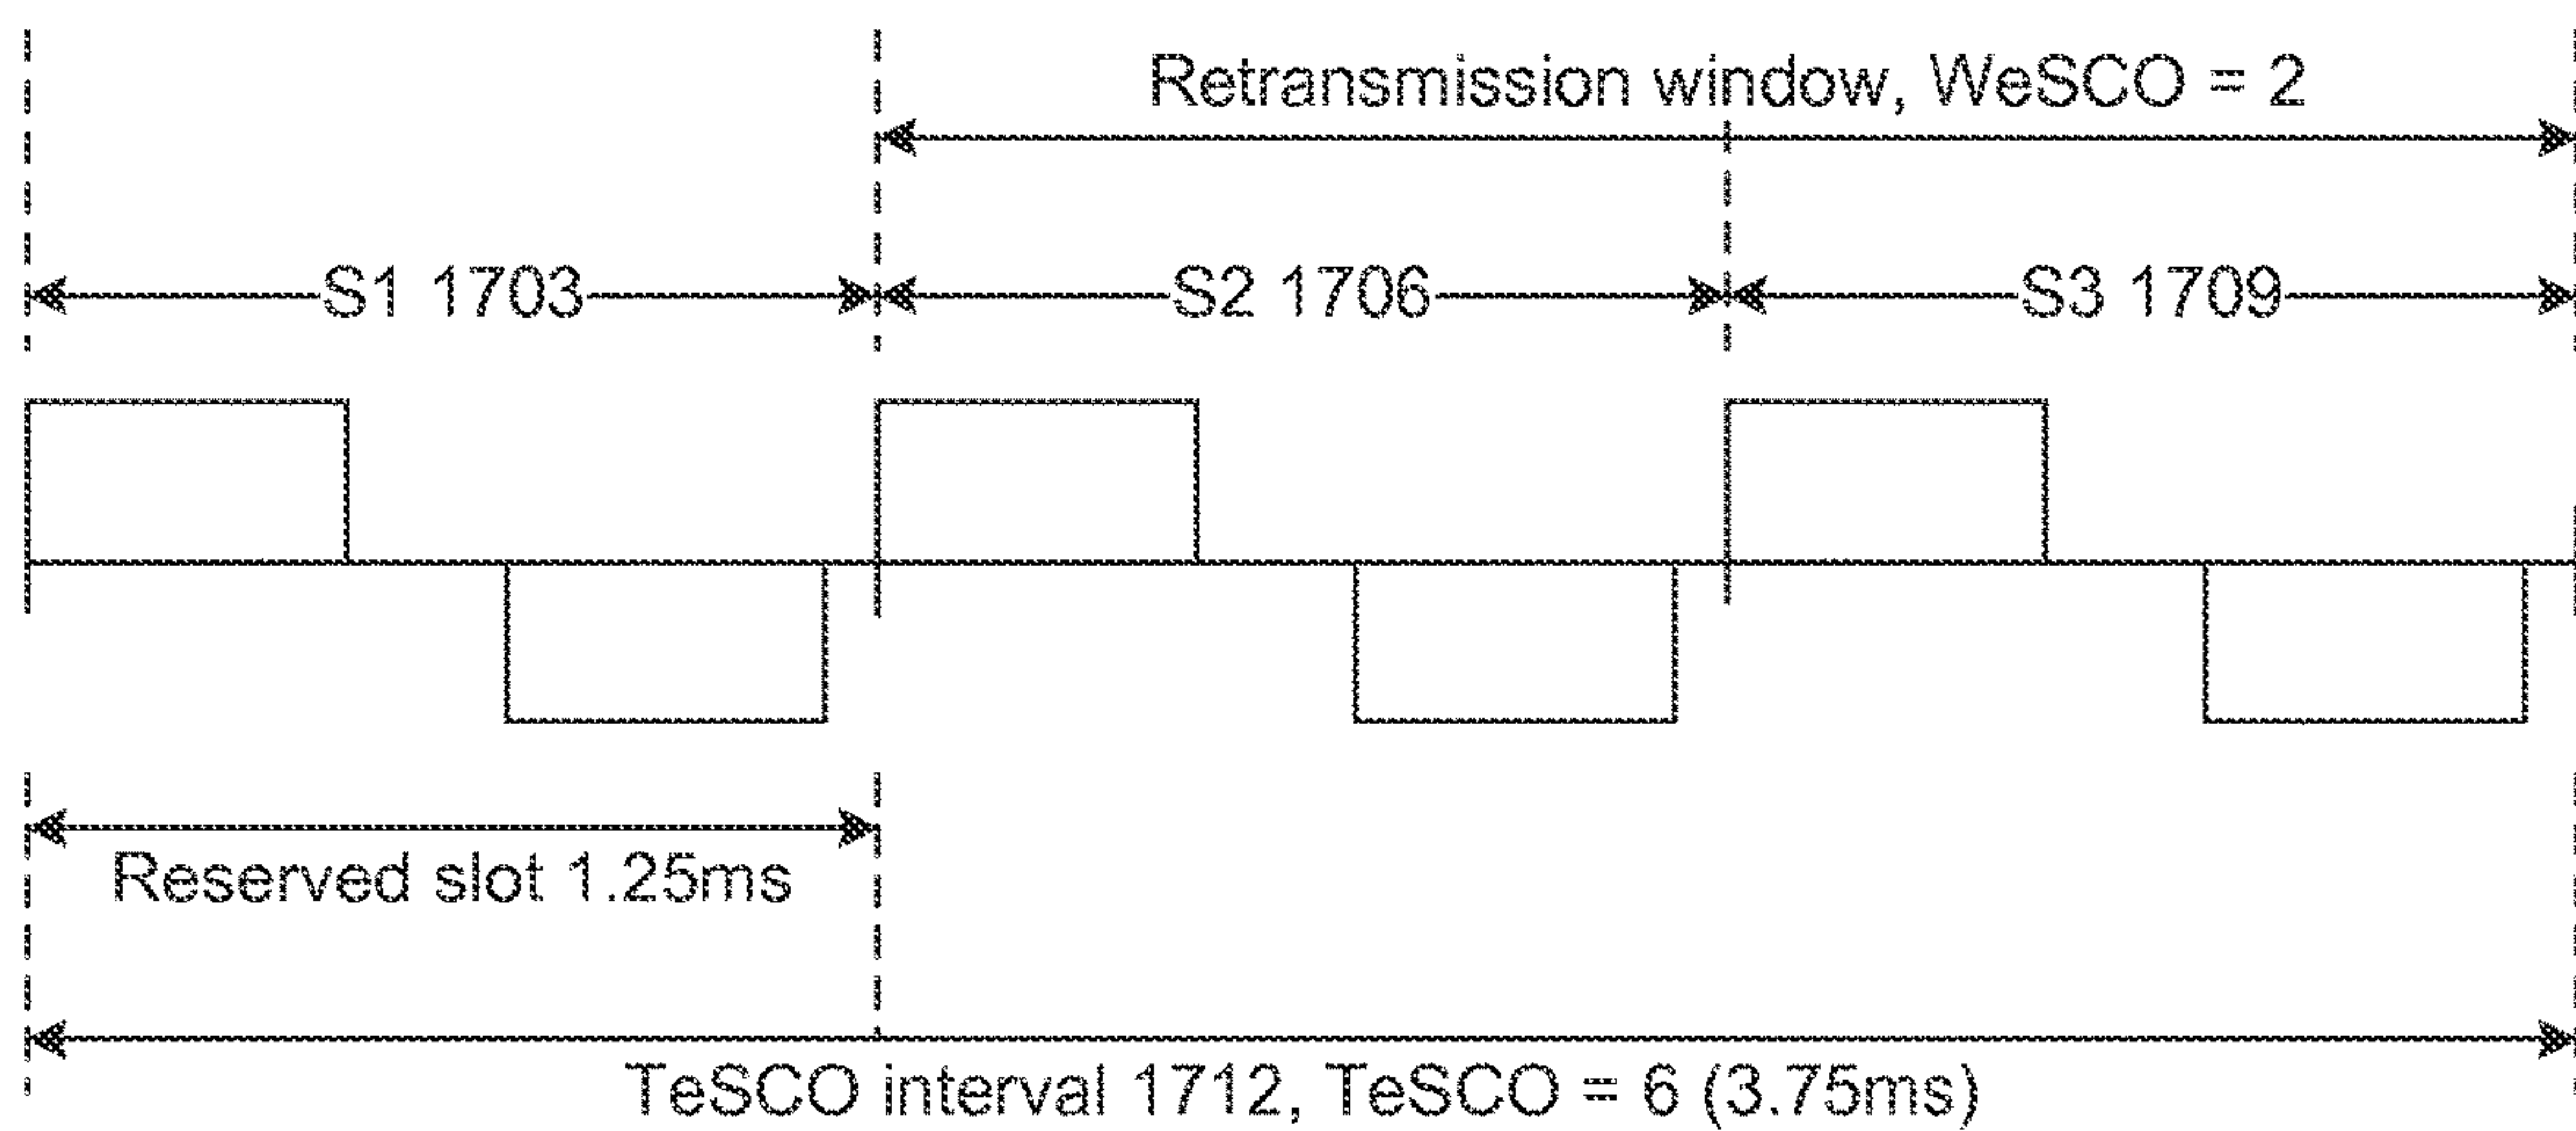 Retransmission window, WeSCO = 2
S1 1703
S2 1706
S3 1709
Reserved slot 1.25ms
TeSCO interval 1712, TeSCO = 6 (3.75ms)